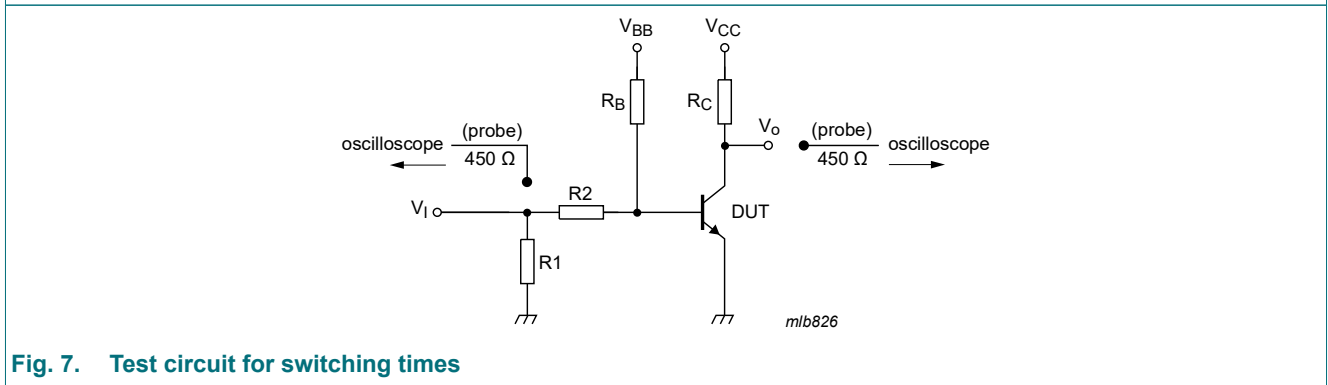 VBB
VCC
RB
RC
oscilloscope
(probe)
450 Ω
Vo
(probe)
450 Ω
oscilloscope
VI
R2
DUT
R1
mlb826
Fig. 7. Test circuit for switching times